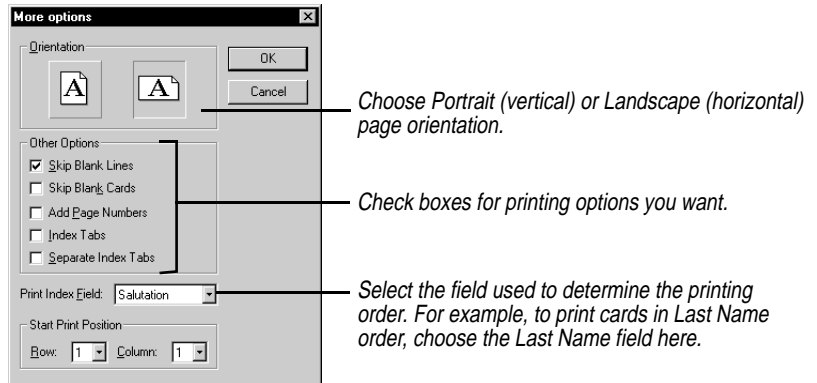 More options
Orientation
A
A
OK
Cancel
Choose Portrait (vertical) or Landscape (horizontal)
page orientation.
Other Options
Skip Blank Lines
Skip Blank Cards
Add Page Numbers
Index Tabs
Separate Index Tabs
Check boxes for printing options you want.
Print Index Field: Salutation
Select the field used to determine the printing
order. For example, to print cards in Last Name
order, choose the Last Name field here.
Start Print Position
Row: 1 Column: 1